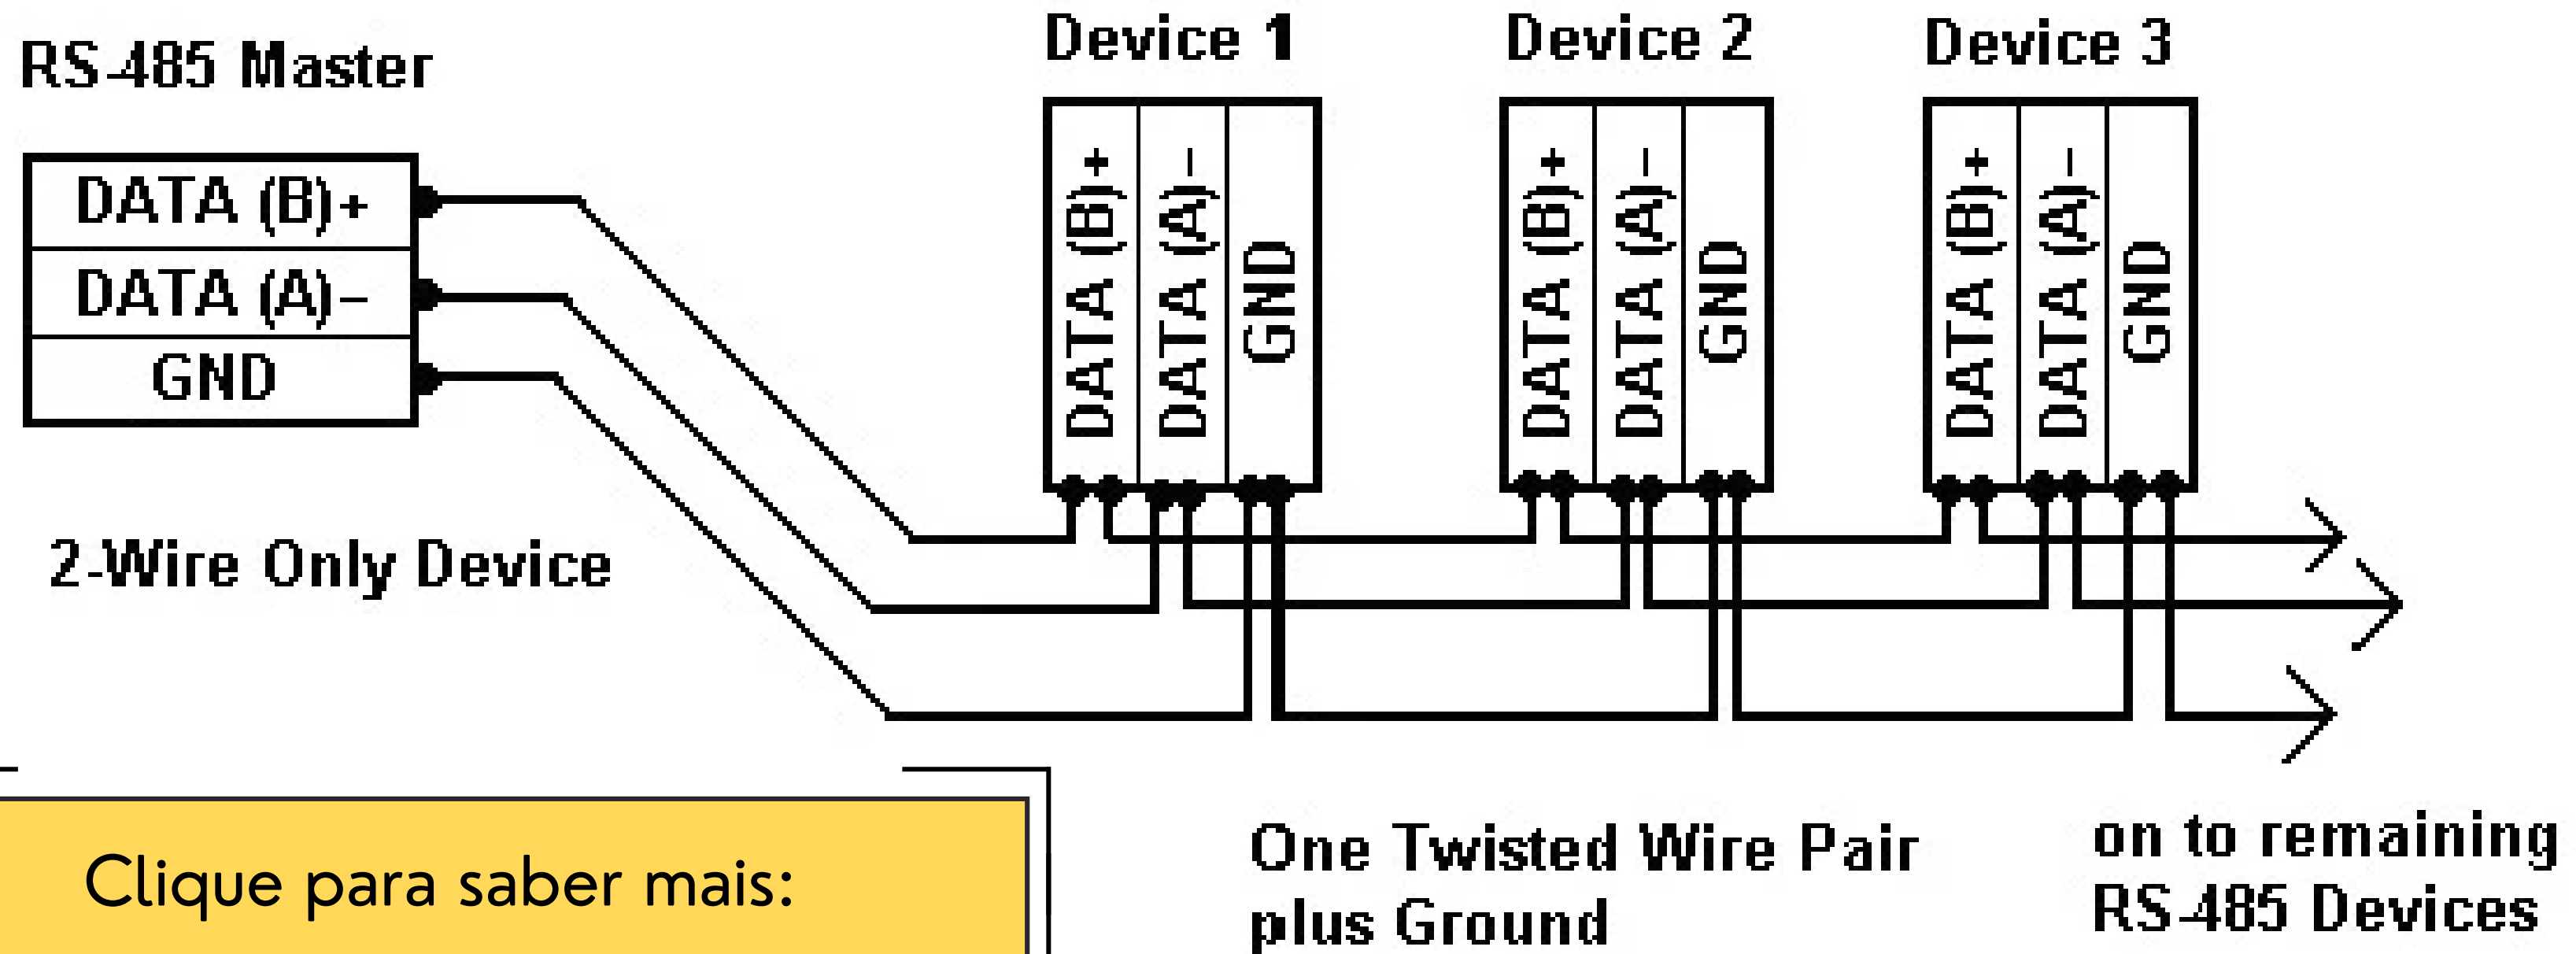 RS-485 Master
DATA (B)+
DATA (A)-
GND
2-Wire Only Device
Device 1
DATA (B)+
DATA (A)-
GND
Device 2
DATA (B)+
DATA (A)-
GND
Device 3
DATA (B)+
DATA (A)-
GND
One Twisted Wire Pair
plus Ground
on to remaining
RS-485 Devices
Clique para saber mais: